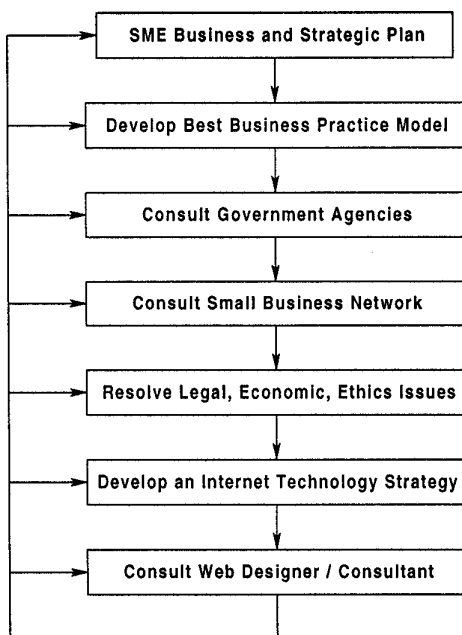 SME Business and Strategic Plan
Develop Best Business Practice Model
Consult Government Agencies
Consult Small Business Network
Resolve Legal, Economic, Ethics Issues
Develop an Internet Technology Strategy
Consult Web Designer / Consultant